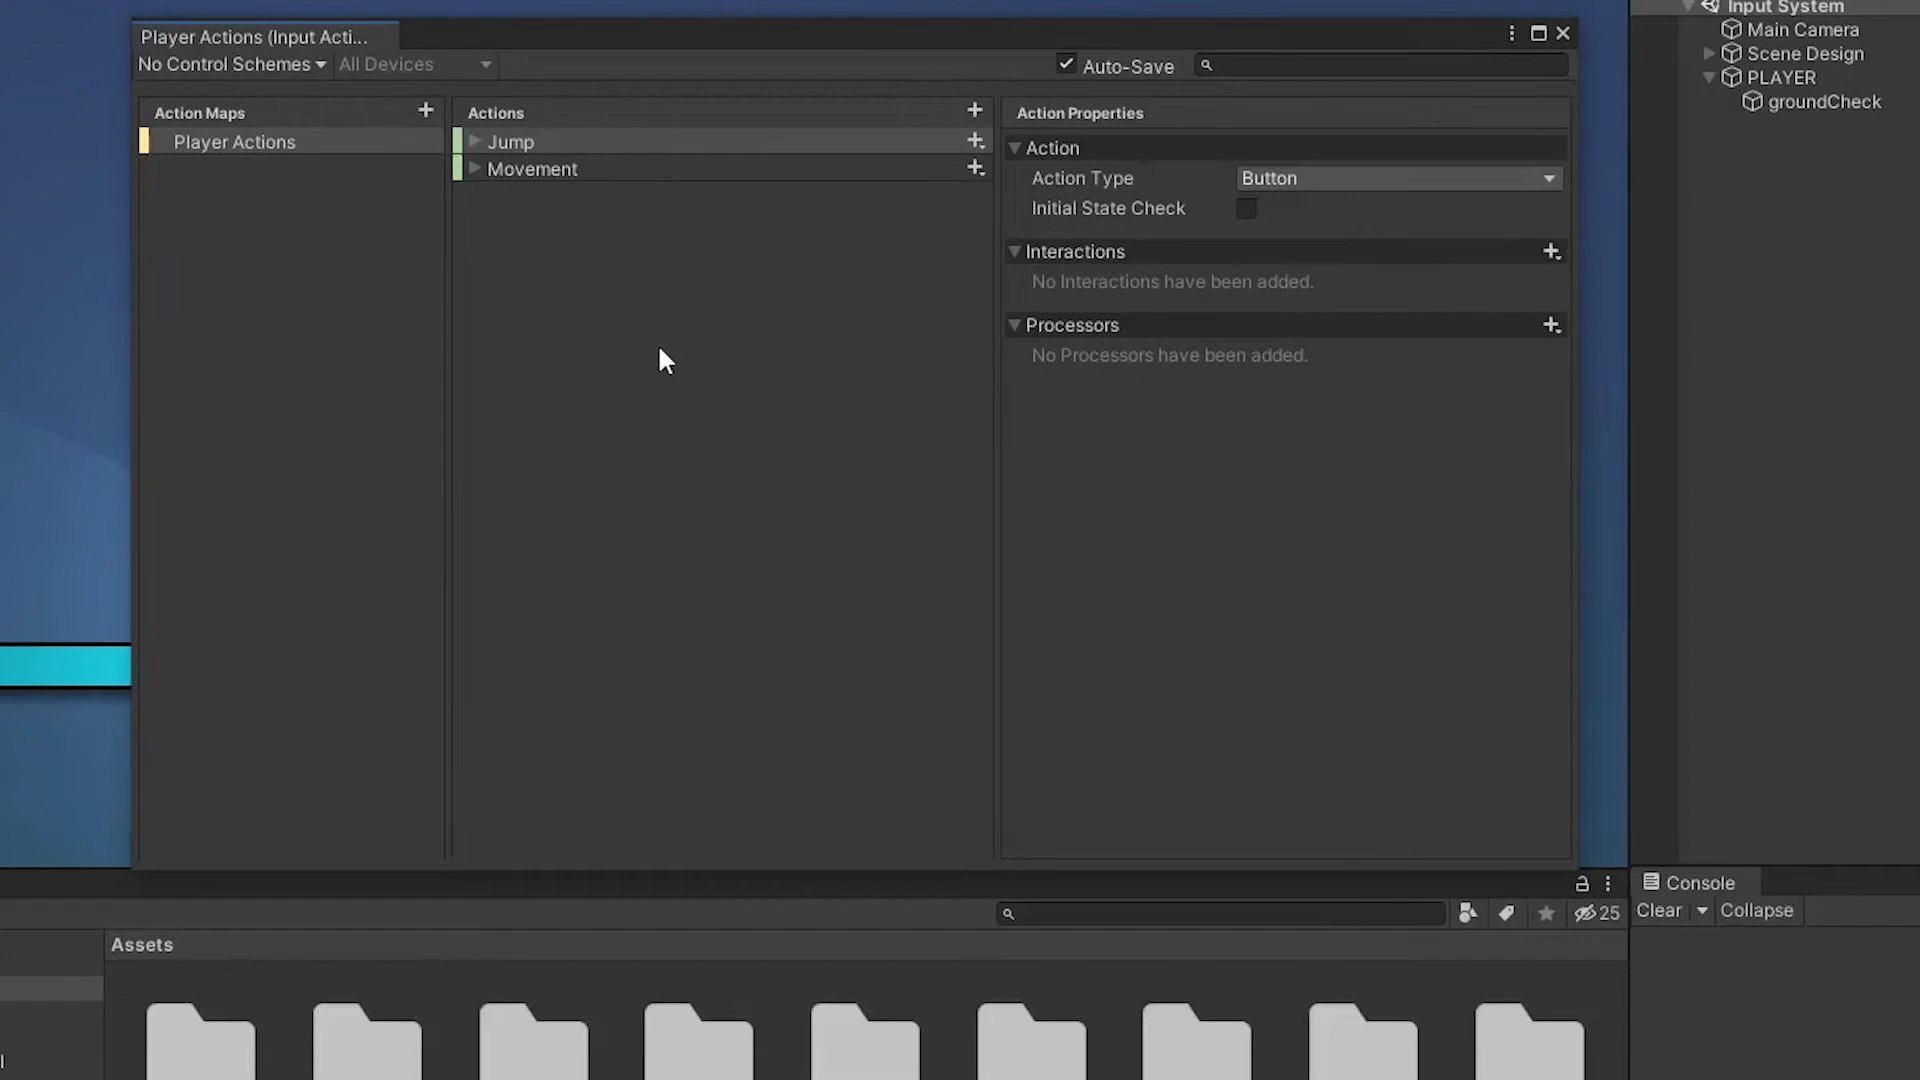 Player Actions (Input Acti...
No Control Schemes
All Devices
Auto-Save
Action Maps
Player Actions
Actions
Jump
Movement
Action Properties
Action
Action Type
Button
Initial State Check
Interactions
No Interactions have been added.
Processors
No Processors have been added.
Input System
Main Camera
Scene Design
PLAYER
groundCheck
25
Assets
Console
Clear
Collapse